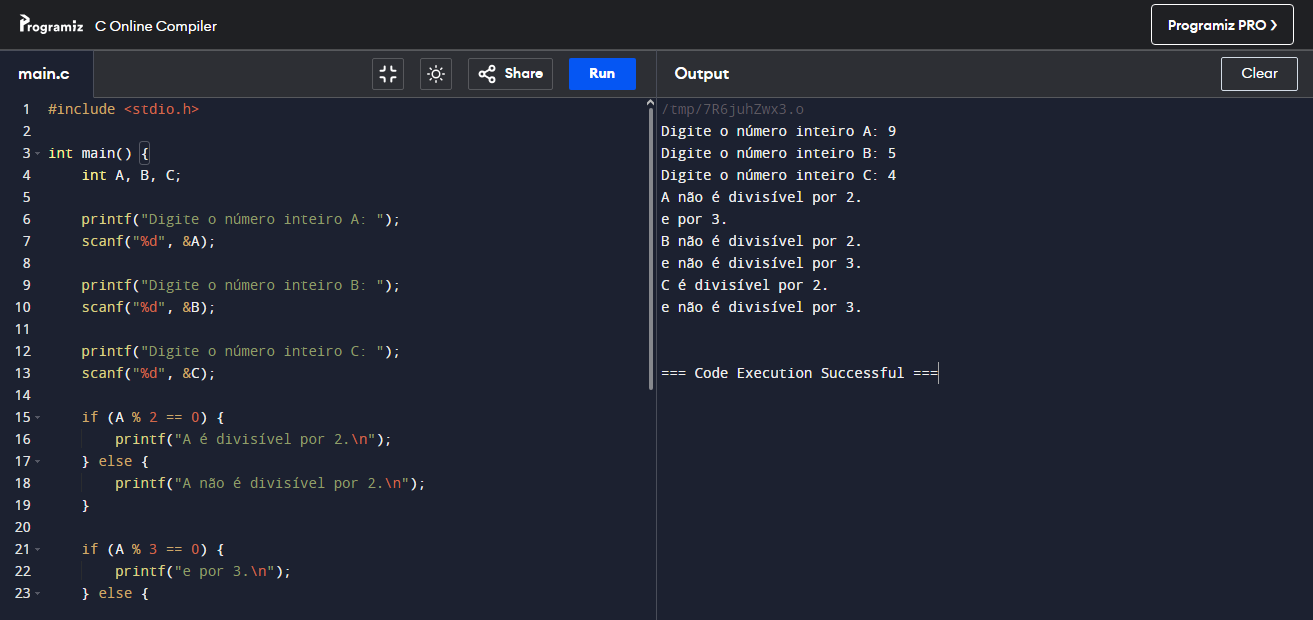 Programiz C Online Compiler
Programiz PRO >
main.c
Share
Run
Output
Clear
1 #include <stdio.h>
2
3 int main() {
4 int A, B, C;
5
6 printf("Digite o número inteiro A: ");
7 scanf("%d", &A);
8
9 printf("Digite o número inteiro B: ");
10 scanf("%d", &B);
11
12 printf("Digite o número inteiro C: ");
13 scanf("%d", &C);
14
15 if (A % 2 == 0) {
16 printf("A é divisível por 2.\n");
17 } else {
18 printf("A não é divisível por 2.\n");
19 }
20
21 if (A % 3 == 0) {
22 printf("e por 3.\n");
23 } else {
/tmp/7R6juhZwx3.o
Digite o número inteiro A: 9
Digite o número inteiro B: 5
Digite o número inteiro C: 4
A não é divisível por 2.
e por 3.
B não é divisível por 2.
e não é divisível por 3.
C é divisível por 2.
e não é divisível por 3.
=== Code Execution Successful ===